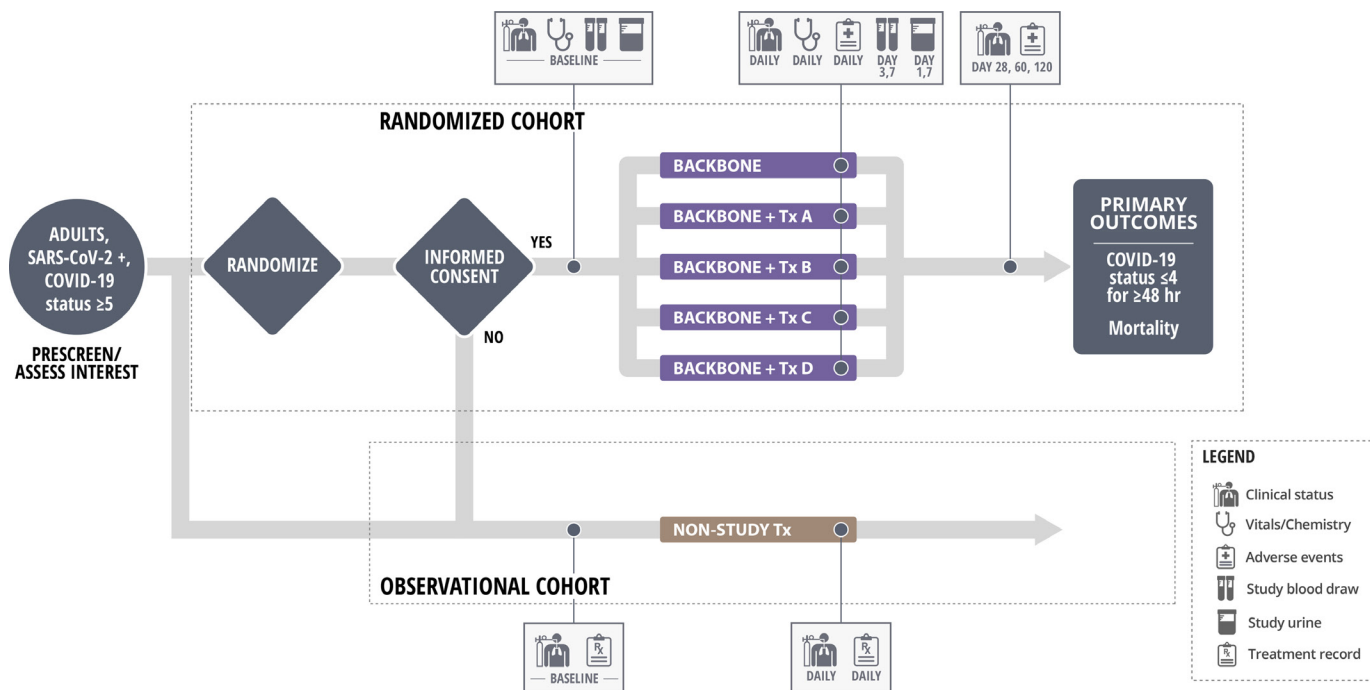 BASELINE
DAILY
DAILY
DAILY
DAY
3,7
DAY
1,7
DAY 28, 60, 120
RANDOMIZED COHORT
ADULTS,
SARS-CoV-2 +,
COVID-19
status ≥5
PRESCREEN/
ASSESS INTEREST
RANDOMIZE
INFORMED
CONSENT
YES
NO
BACKBONE
BACKBONE + Tx A
BACKBONE + Tx B
BACKBONE + Tx C
BACKBONE + Tx D
PRIMARY
OUTCOMES
COVID-19
status ≤4
for ≥48 hr
Mortality
NON-STUDY Tx
OBSERVATIONAL COHORT
Rx
BASELINE
Rx
DAILY
DAILY
LEGEND
Clinical status
Vitals/Chemistry
Adverse events
Study blood draw
Study urine
Rx
Treatment record